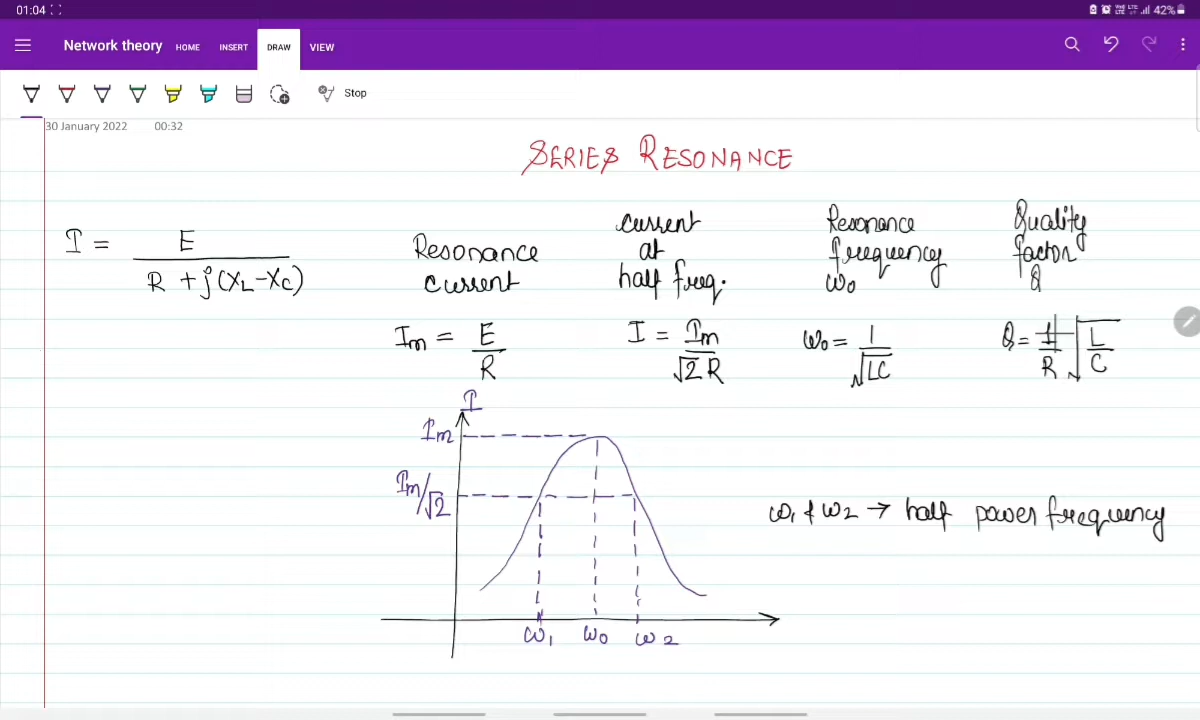 01:04 42%
Network theory HOME INSERT DRAW VIEW
Stop
30 January 2022 00:32
SERIES RESONANCE
I = E / (R + j(XL-XC))
Resonance current
current at half freq.
Resonance frequency ω0
Quality factor Q
Im = E/R
I = Im/√2 R
ω0 = 1/√LC
Q = 1/R √L/C
I
Im
Im/√2
ω1 & ω2 → half power frequency
ω1 ω0 ω2